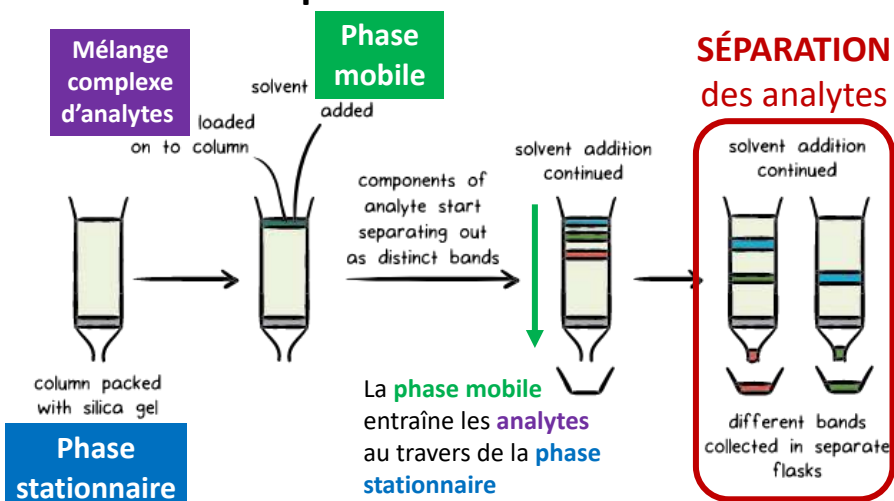 Mélange
complexe
d'analytes
Phase
mobile
SÉPARATION
des analytes
solvent
added
loaded
on to column
components of
analyte start
separating out
as distinct bands
solvent addition
continued
solvent addition
continued
column packed
with silica gel
Phase
stationnaire
La phase mobile
entraîne les analytes
au travers de la phase
stationnaire
different bands
collected in separate
flasks